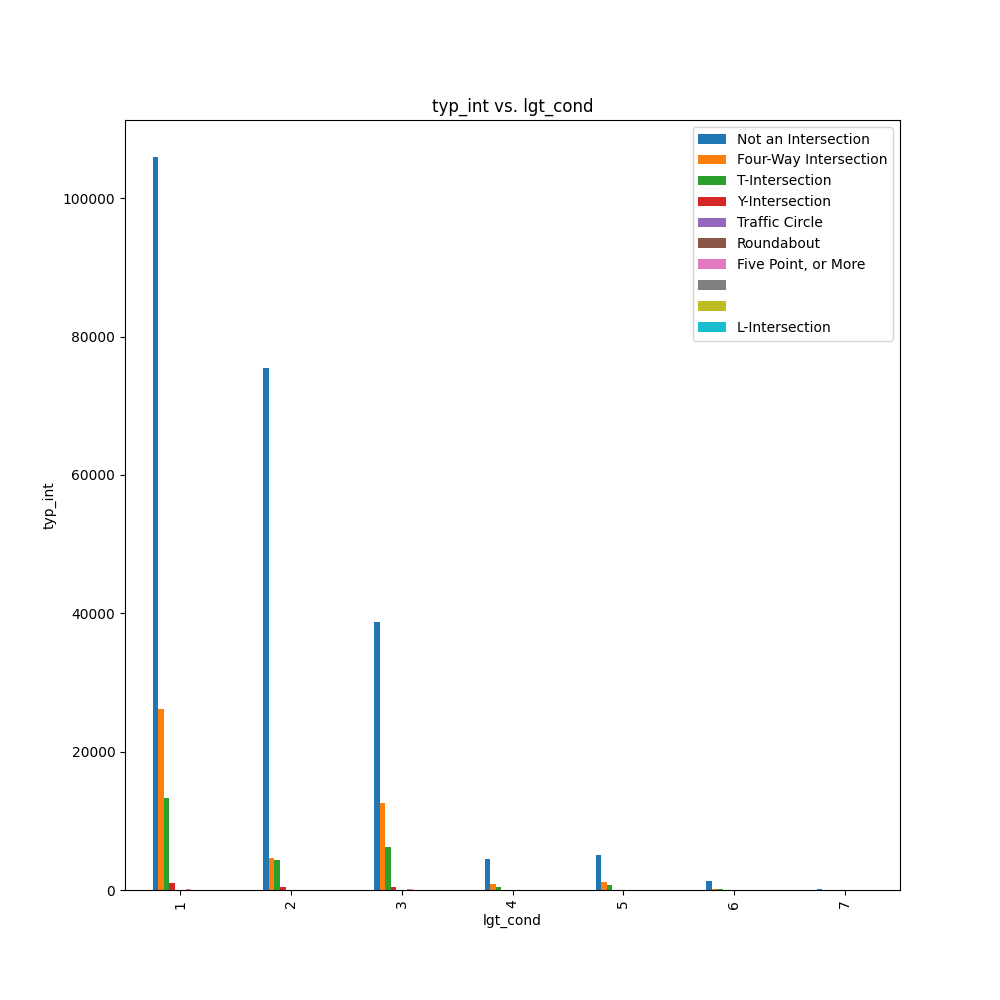 typ_int vs. lgt_cond
Not an Intersection
Four-Way Intersection
T-Intersection
Y-Intersection
Traffic Circle
Roundabout
Five Point, or More
L-Intersection
100000
80000
60000
40000
20000
0
typ_int
1
2
3
4
5
6
7
lgt_cond